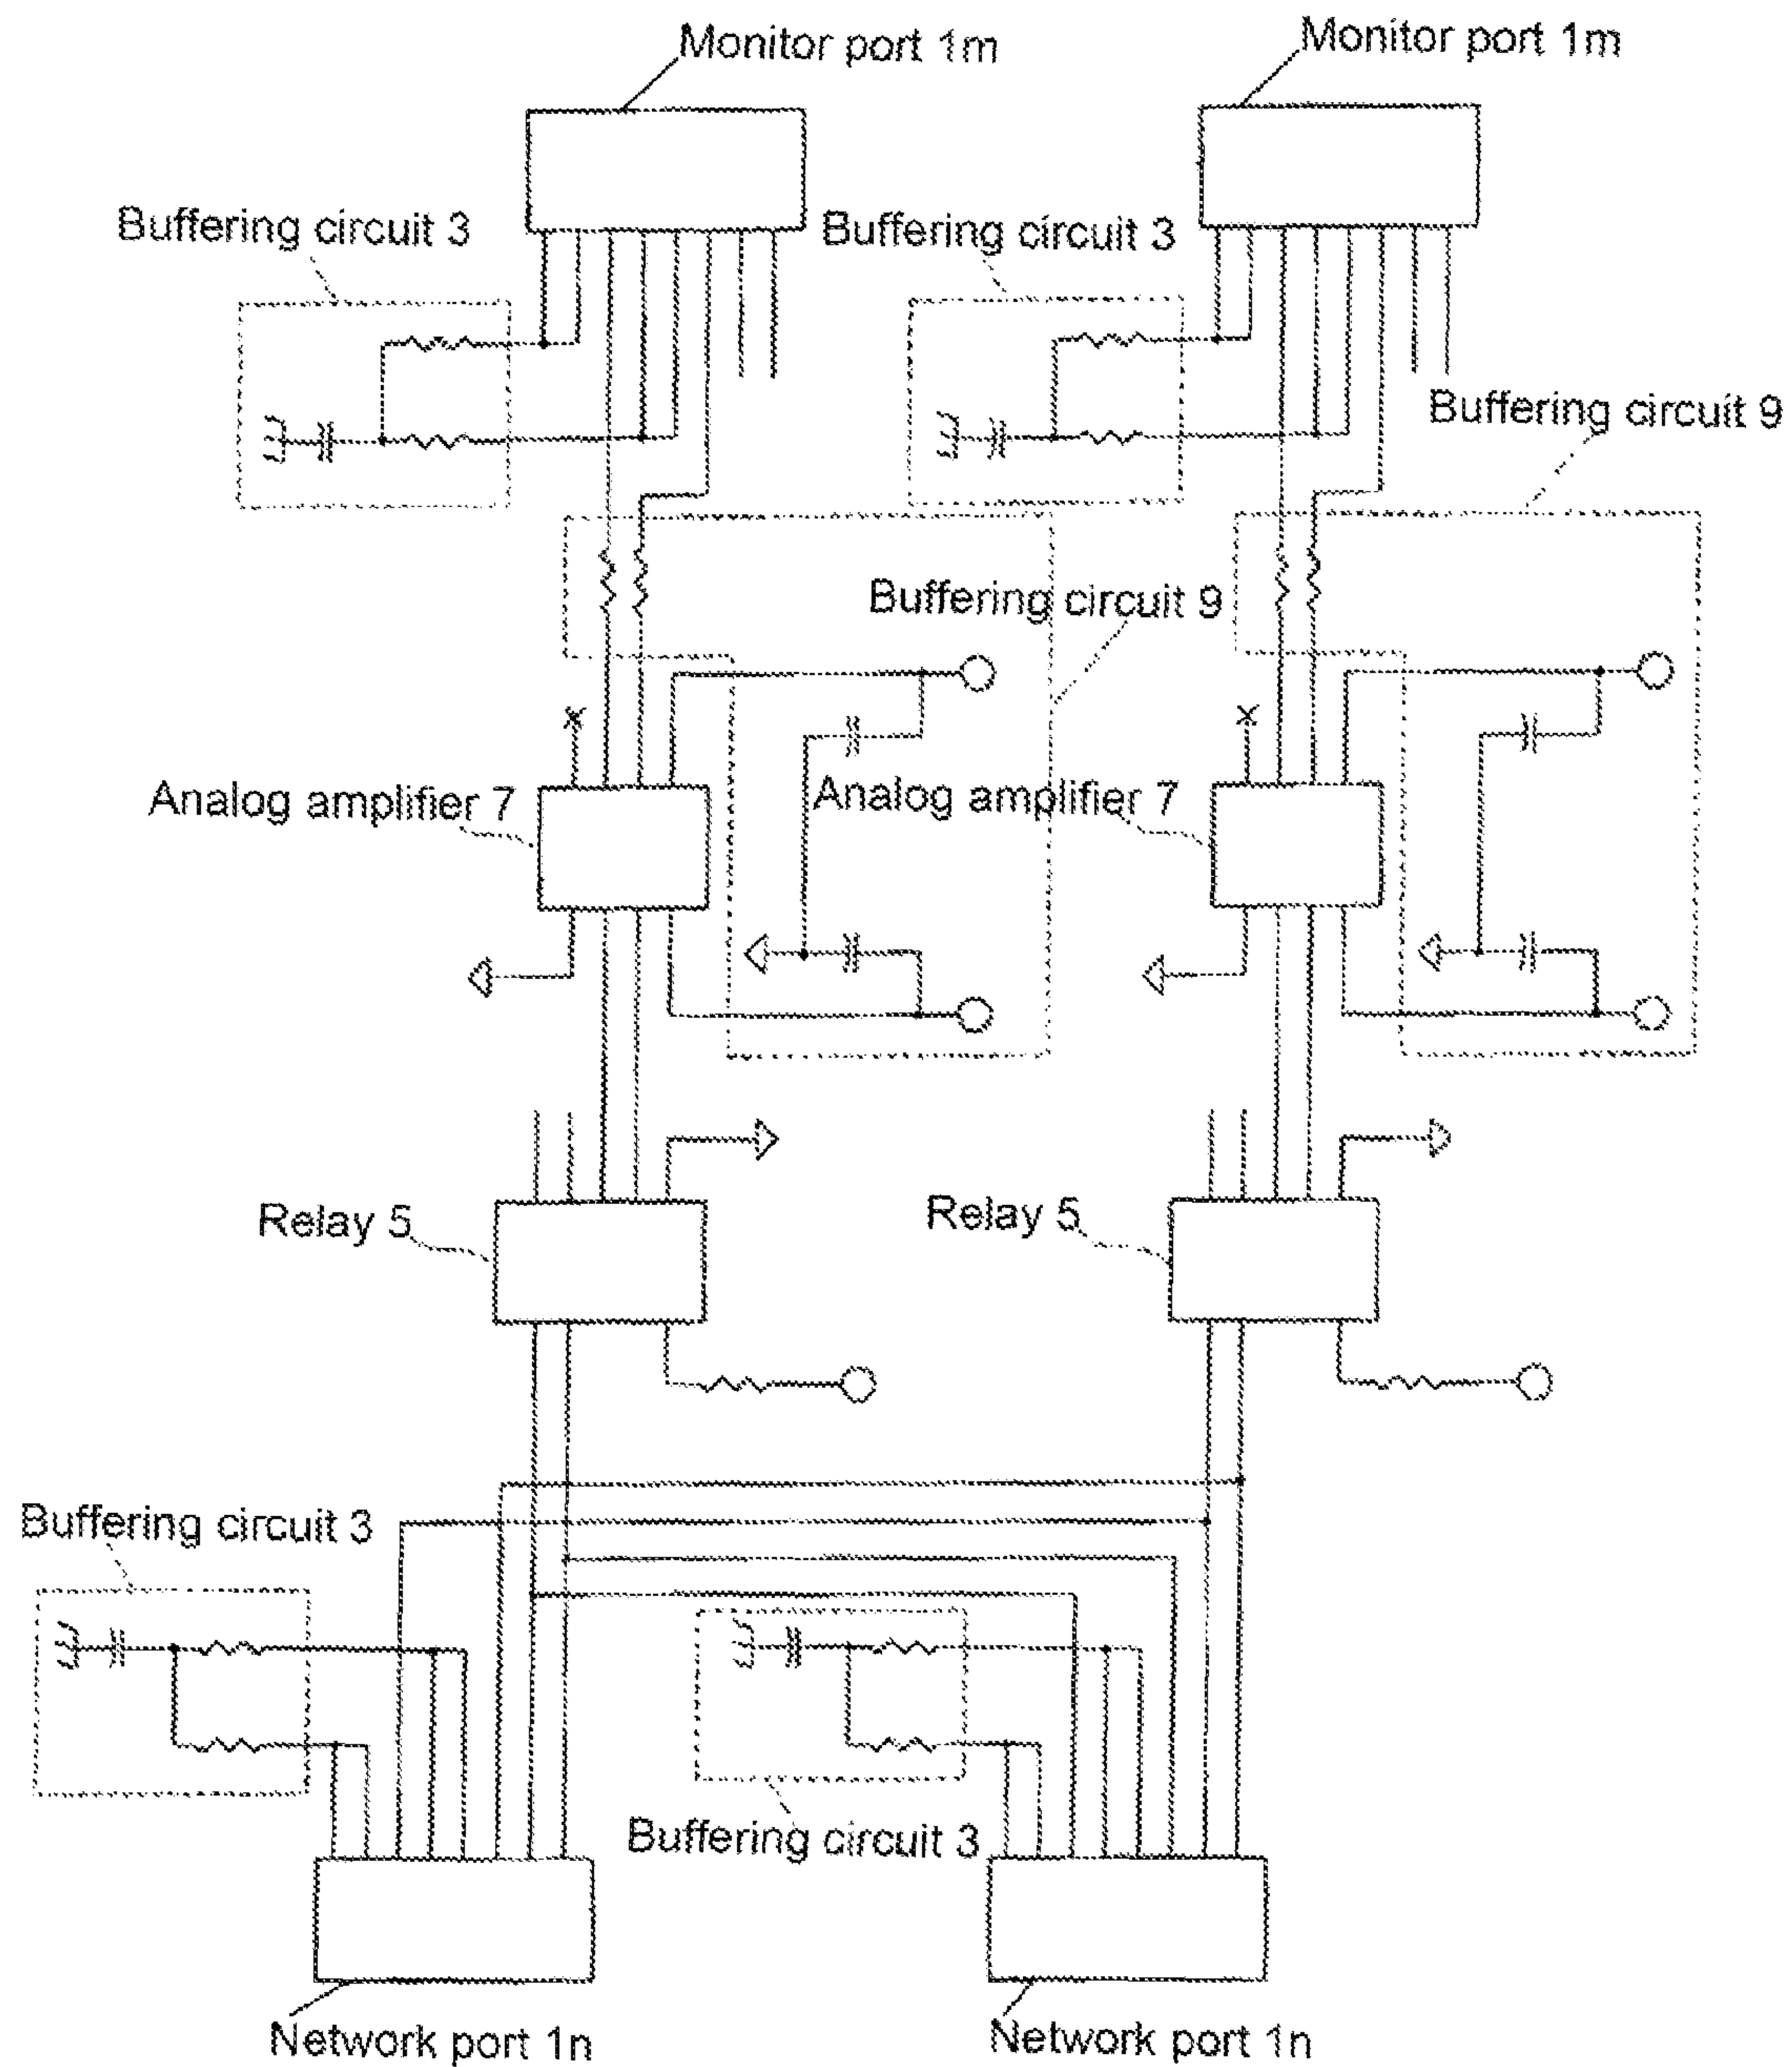 Monitor port 1m
Monitor port 1m
Buffering circuit 3
Buffering circuit 3
Buffering circuit 9
Buffering circuit 9
Analog amplifier 7
Analog amplifier 7
Relay 5
Relay 5
Buffering circuit 3
Buffering circuit 3
Network port 1n
Network port 1n